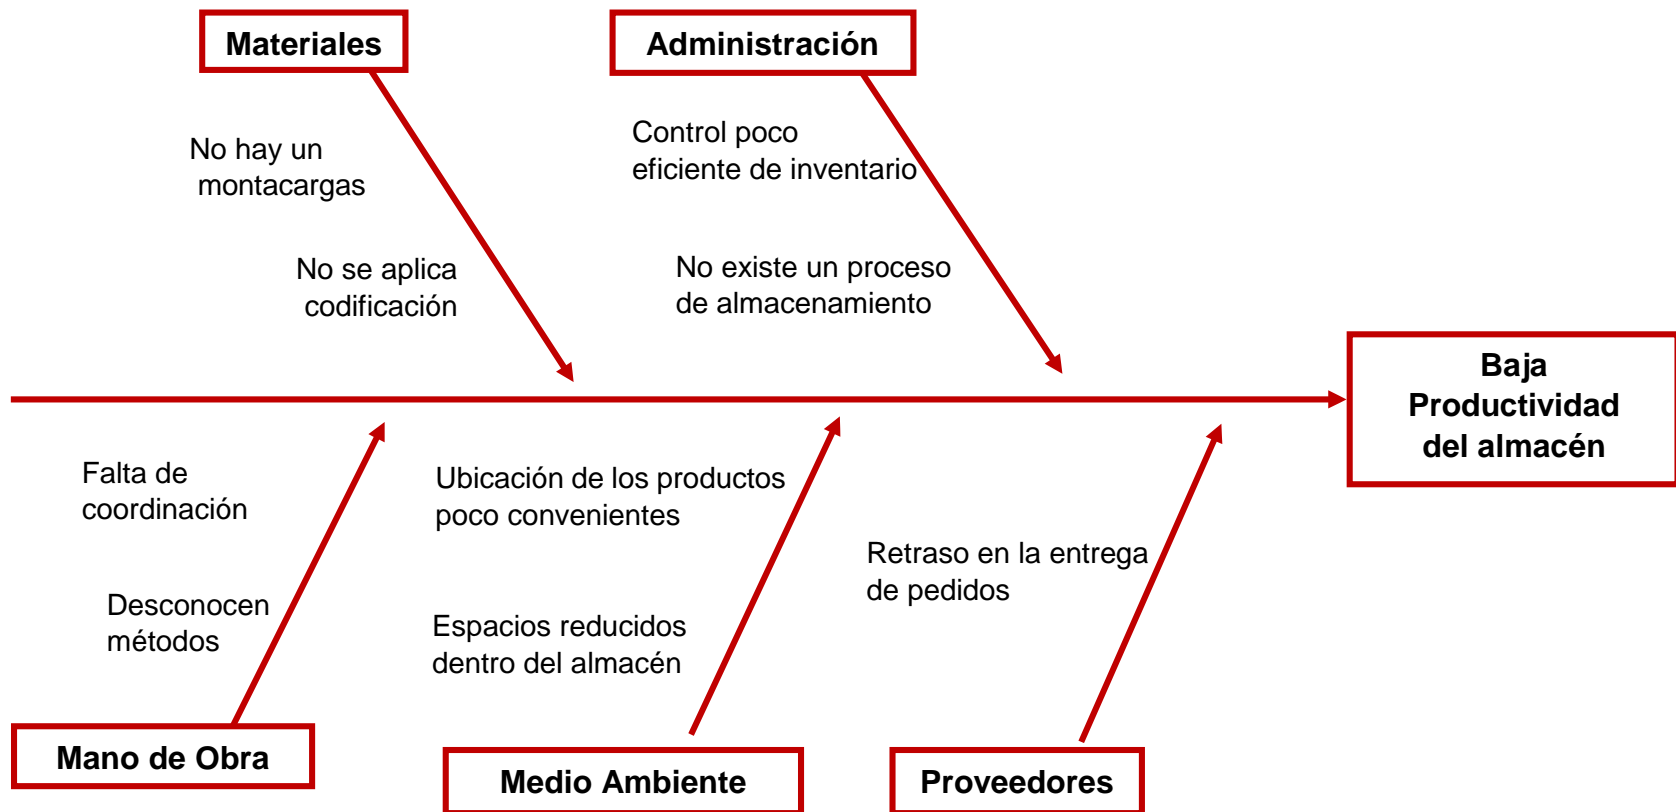 Materiales
Administración
No hay un
montacargas
Control poco
eficiente de inventario
No se aplica
codificación
No existe un proceso
de almacenamiento
Baja
Productividad
del almacén
Falta de
coordinación
Ubicación de los productos
poco convenientes
Retraso en la entrega
de pedidos
Desconocen
métodos
Espacios reducidos
dentro del almacén
Mano de Obra
Medio Ambiente
Proveedores